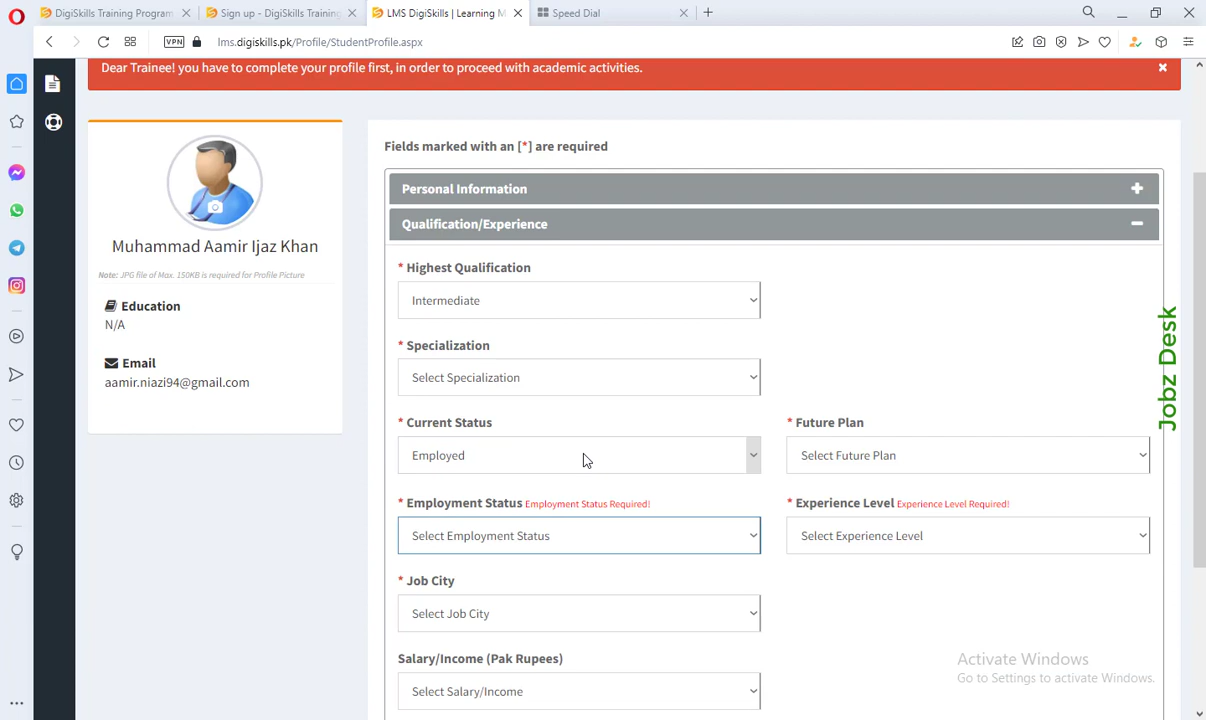 DigiSkills Training Program
Sign up - DigiSkills Training
LMS DigiSkills | Learning M
Speed Dial
VPN
lms.digiskills.pk/Profile/StudentProfile.aspx
Dear Trainee! you have to complete your profile first, in order to proceed with academic activities.
Muhammad Aamir Ijaz Khan
Note: JPG file of Max. 150KB is required for Profile Picture
Education
N/A
Email
aamir.niazi94@gmail.com
Fields marked with an [*] are required
Personal Information
Qualification/Experience
* Highest Qualification
Intermediate
* Specialization
Select Specialization
* Current Status
Employed
* Future Plan
Select Future Plan
* Employment Status Employment Status Required!
Select Employment Status
* Experience Level Experience Level Required!
Select Experience Level
* Job City
Select Job City
Salary/Income (Pak Rupees)
Select Salary/Income
Jobz Desk
Activate Windows
Go to Settings to activate Windows.